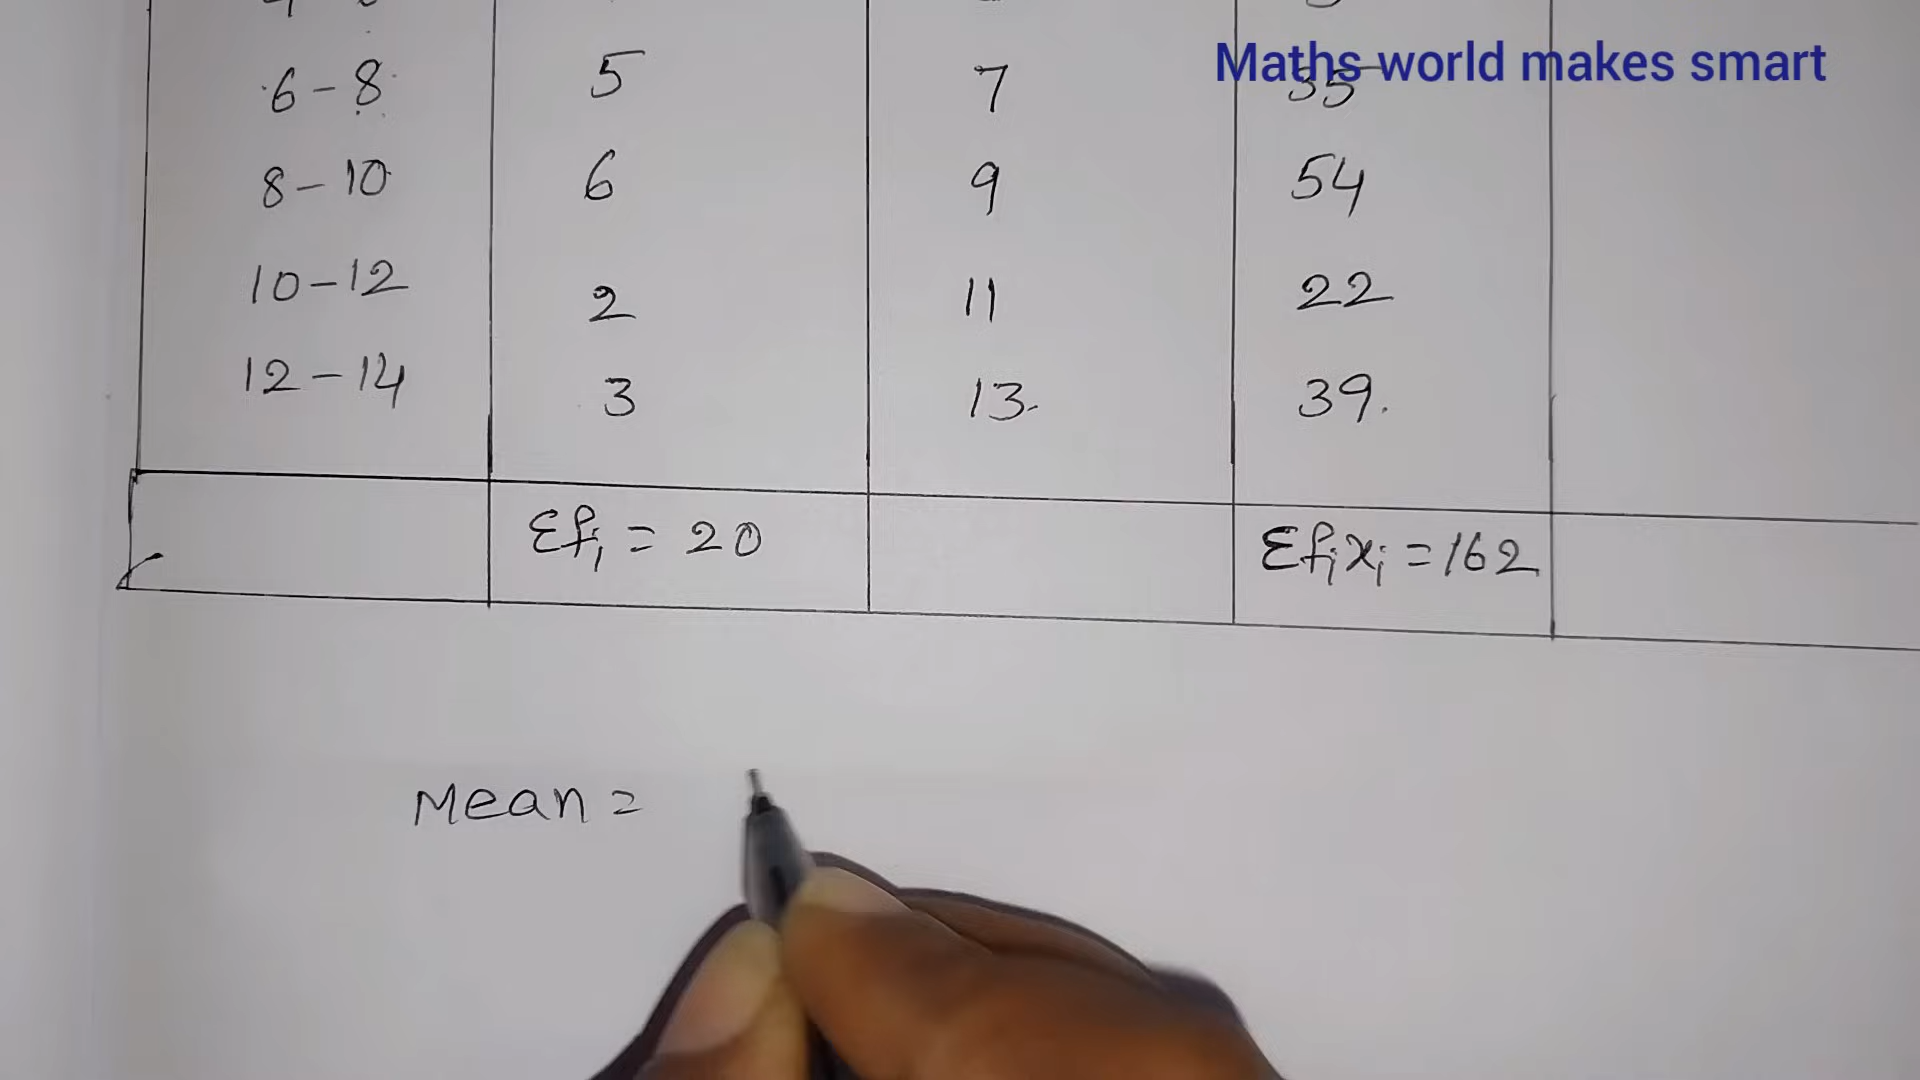 Maths world makes smart
6-8 5 7 35
8-10 6 9 54
10-12 2 11 22
12-14 3 13 39
Σfᵢ = 20 Σfᵢxᵢ = 162
Mean =